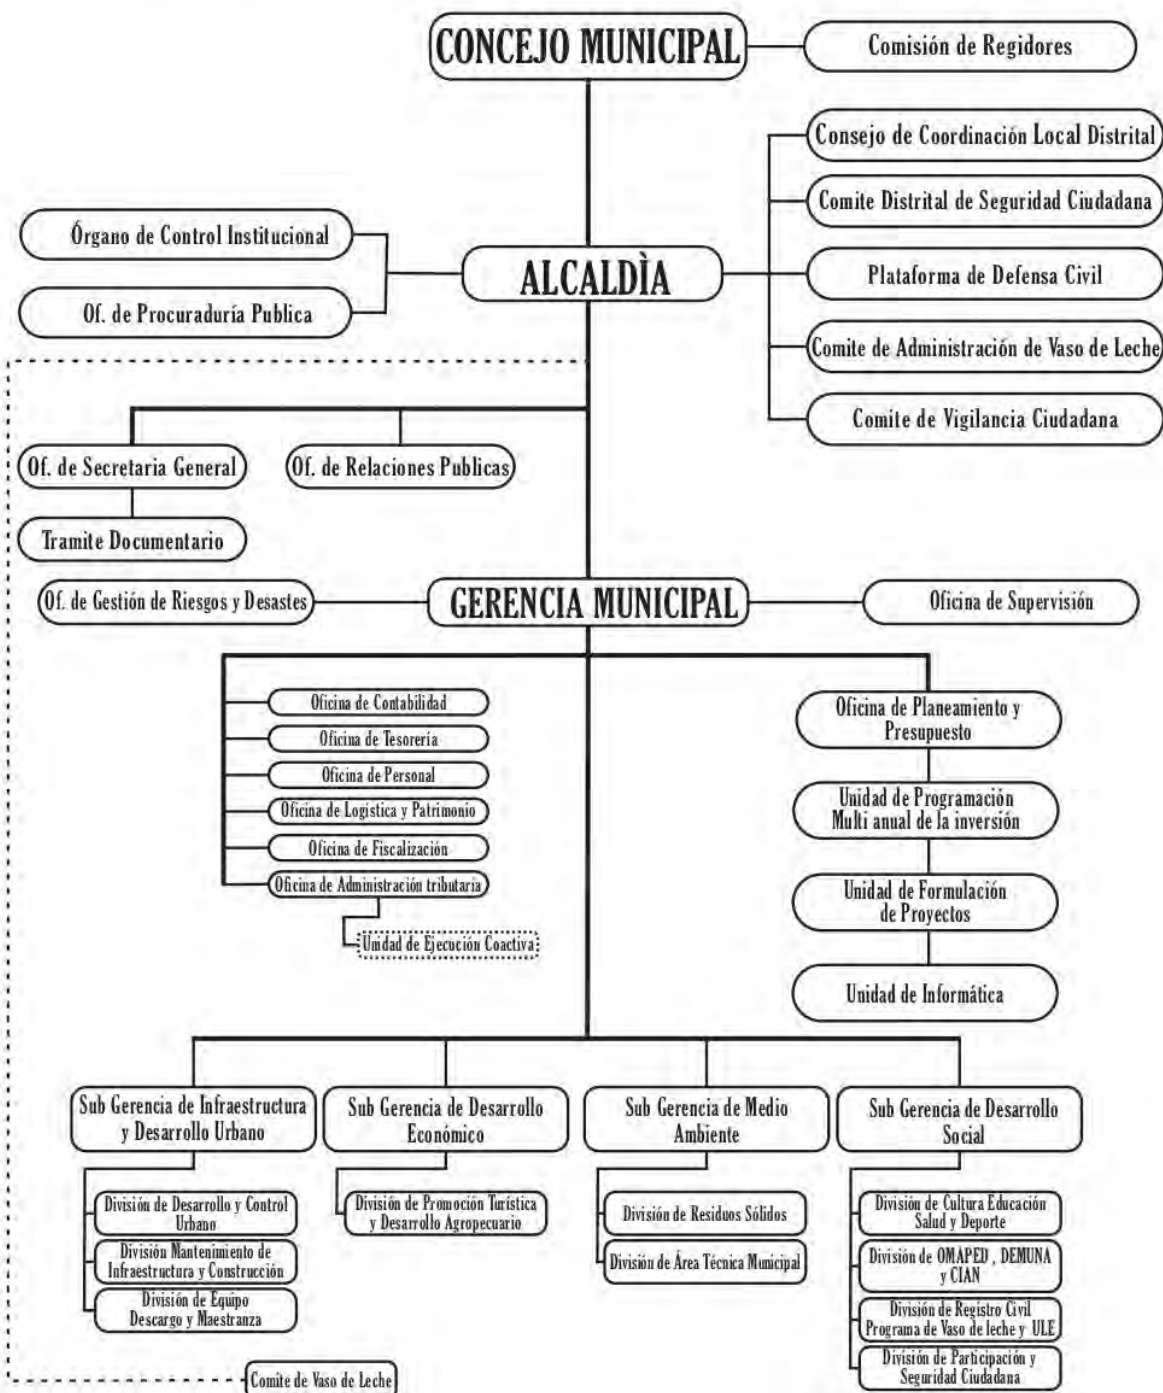 CONCEJO MUNICIPAL
Comisión de Regidores
Consejo de Coordinación Local Distrital
Comite Distrital de Seguridad Ciudadana
Órgano de Control Institucional
ALCALDÌA
Plataforma de Defensa Civil
Of. de Procuraduría Publica
Comite de Administración de Vaso de Leche
Comíte de Vigilancia Ciudadana
Of. de Secretaria General
Of. de Relaciones Publicas
Tramite Documentario
Of. de Gestión de Riesgos y Desastes
GERENCIA MUNICIPAL
Oficina de Supervisión
Oficina de Contabilidad
Oficina de Tesorería
Oficina de Personal
Oficina de Logística y Patrimonio
Oficina de Fiscalización
Oficina de Administración tributaria
Unidad de Ejecución Coactiva
Oficina de Planeamiento y
Presupuesto
Unidad de Programación
Multi anual de la inversión
Unidad de Formulación
de Proyectos
Unidad de Informática
Sub Gerencia de Infraestructura
y Desarrollo Urbano
División de Desarrollo y Control
Urbano
División Mantenimiento de
Infraestructura y Construcción
División de Equipo
Descargo y Maestranza
Sub Gerencia de Desarrollo
Económico
División de Promoción Turística
y Desarrollo Agropecuario
Sub Gerencia de Medio
Ambiente
División de Residuos Sólidos
División de Área Técnica Municipal
Sub Gerencia de Desarrollo
Social
División de Cultura Educación
Salud y Deporte
División de OMAPED , DEMUNA
y CIAN
División de Registro Civil
Programa de Vaso de leche y ULE
División de Participación y
Seguridad Ciudadana
Comite de Vaso de Leche